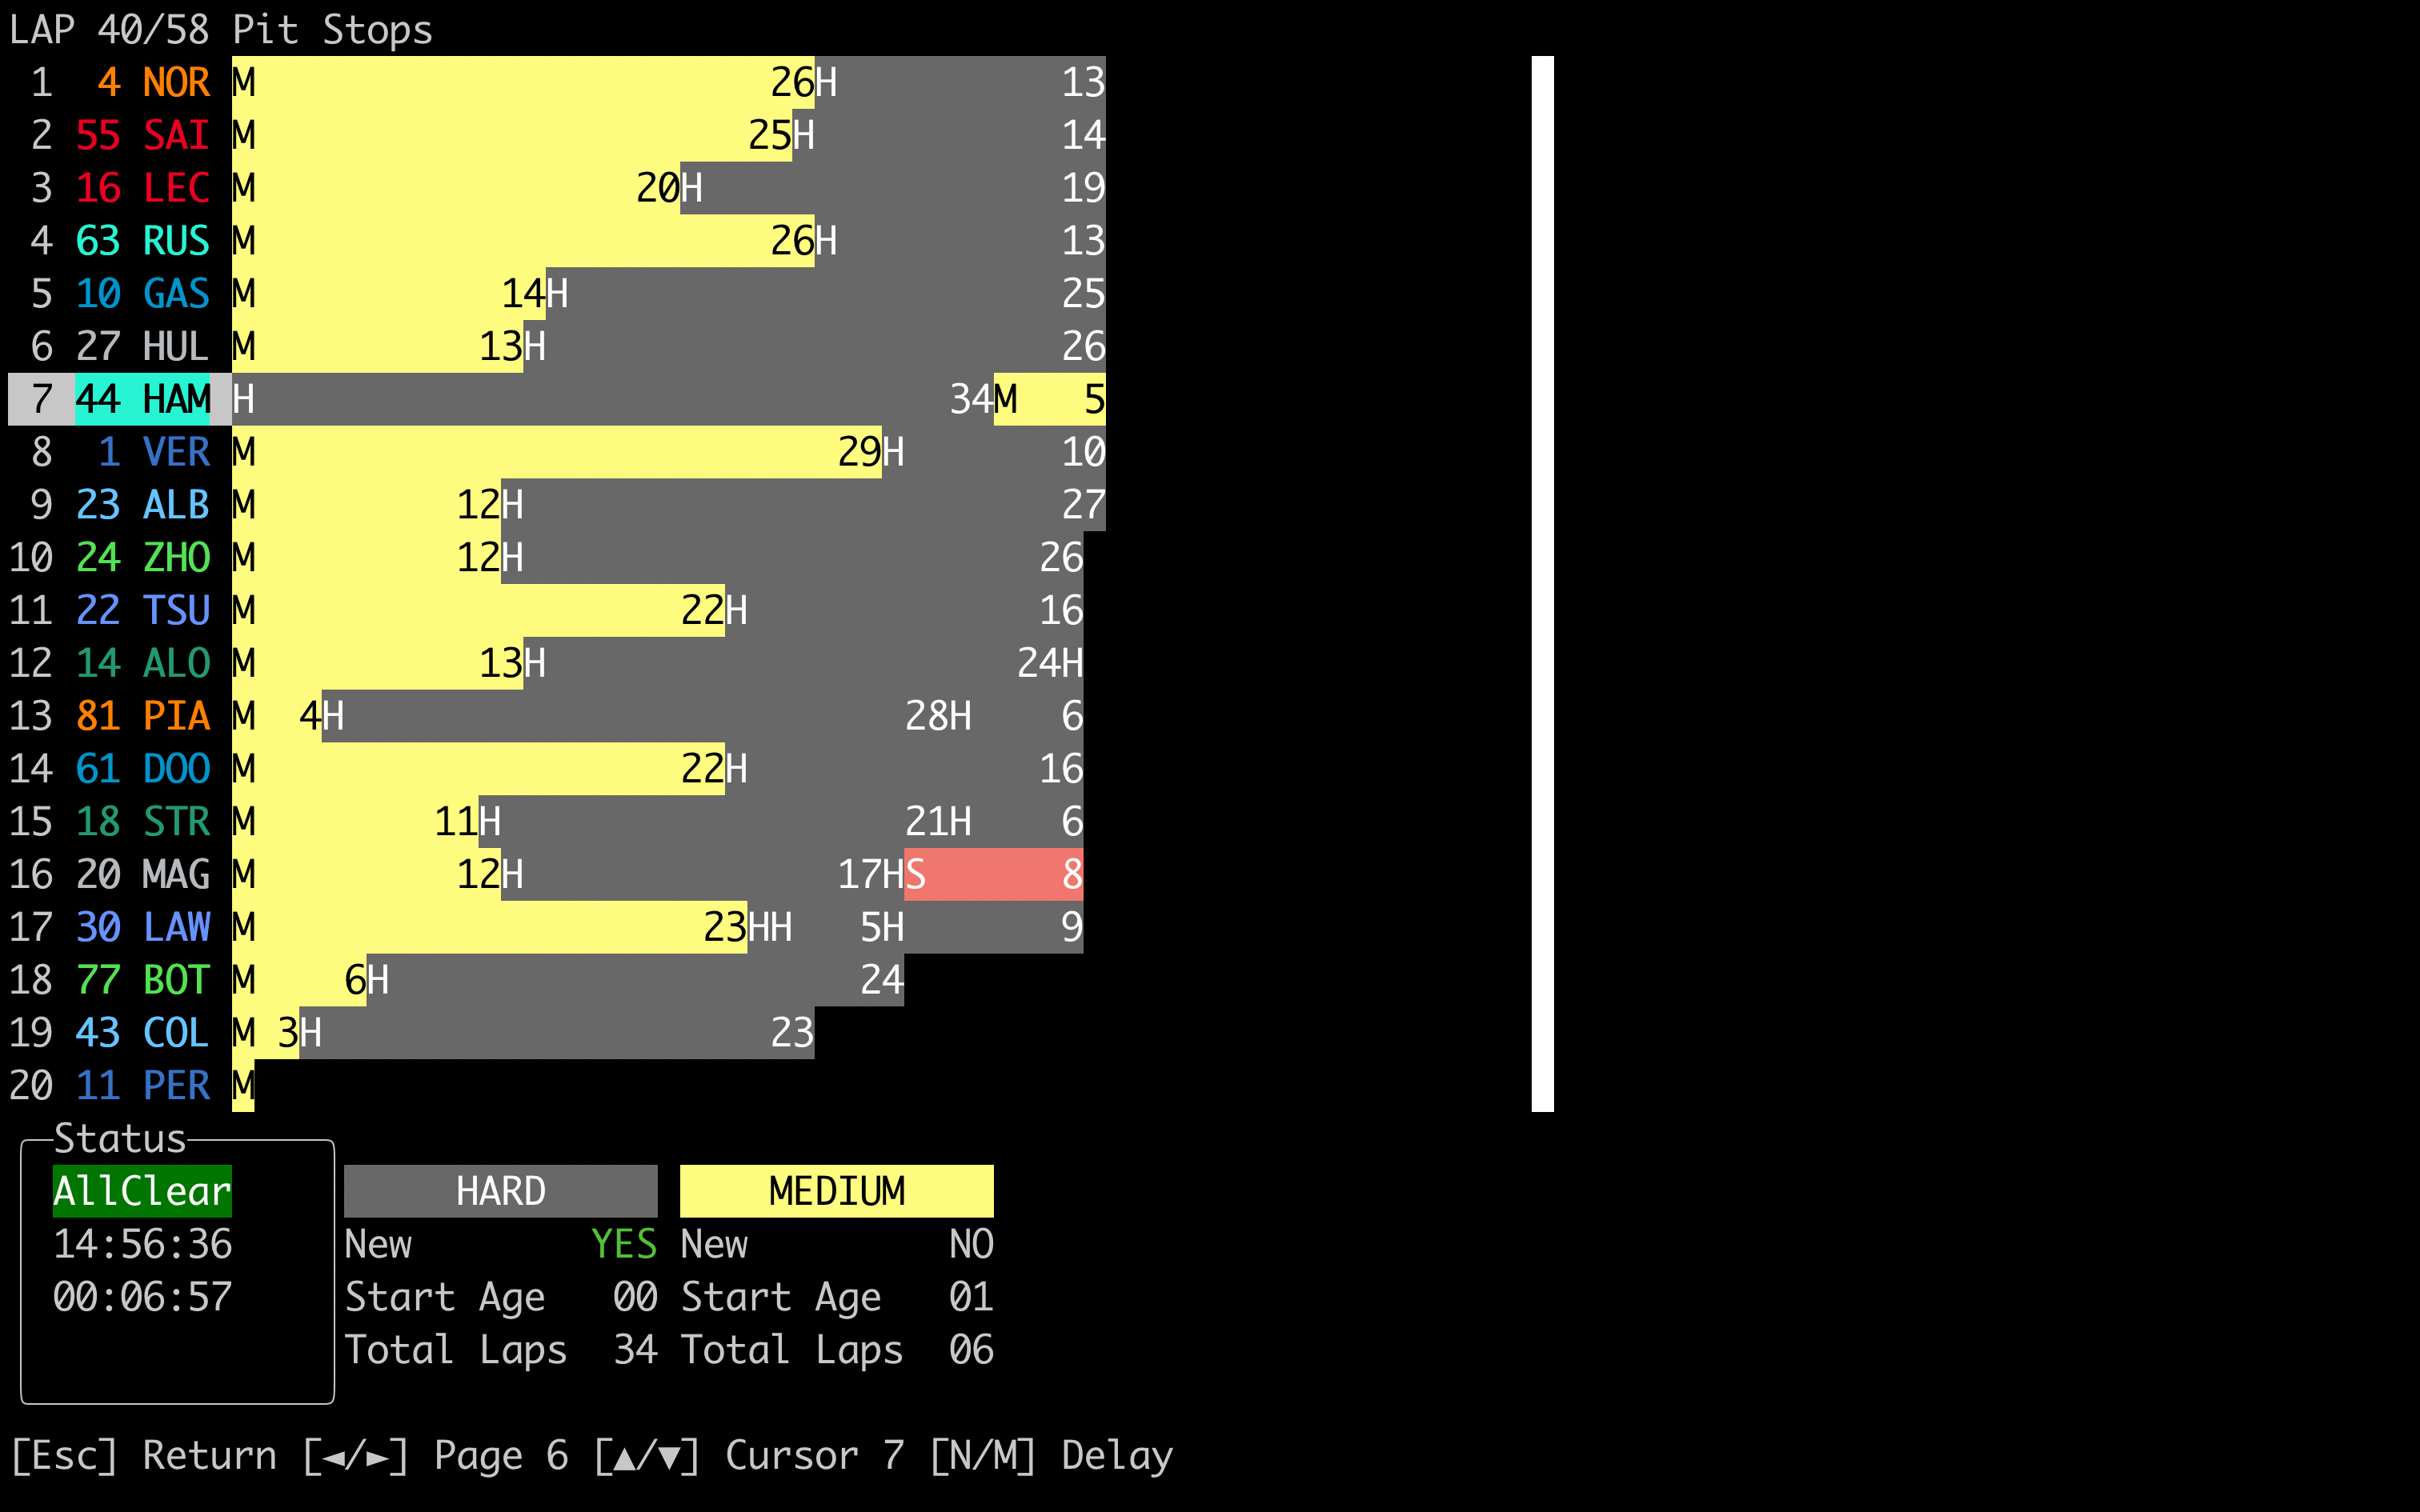 LAP 40/58 Pit Stops
1 4 NOR M 26H 13
2 55 SAI M 25H 14
3 16 LEC M 20H 19
4 63 RUS M 26H 13
5 10 GAS M 14H 25
6 27 HUL M 13H 26
7 44 HAM H 34M 5
8 1 VER M 29H 10
9 23 ALB M 12H 27
10 24 ZHO M 12H 26
11 22 TSU M 22H 16
12 14 ALO M 13H 24H
13 81 PIA M 4H 28H 6
14 61 DOO M 22H 16
15 18 STR M 11H 21H 6
16 20 MAG M 12H 17HS 8
17 30 LAW M 23HH 5H 9
18 77 BOT M 6H 24
19 43 COL M 3H 23
20 11 PER M
Status
AllClear HARD MEDIUM
14:56:36 New YES New NO
00:06:57 Start Age 00 Start Age 01
Total Laps 34 Total Laps 06
[Esc] Return [◄/►] Page 6 [▲/▼] Cursor 7 [N/M] Delay